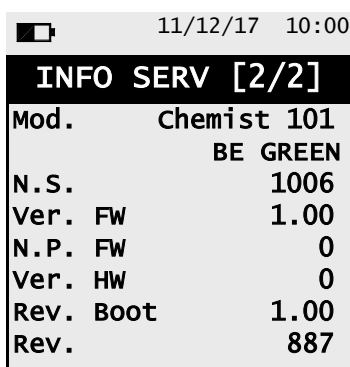 11/12/17 10:00
INFO SERV [2/2]
Mod. Chemist 101
BE GREEN
N.S. 1006
Ver. FW 1.00
N.P. FW 0
Ver. HW 0
Rev. Boot 1.00
Rev. 887